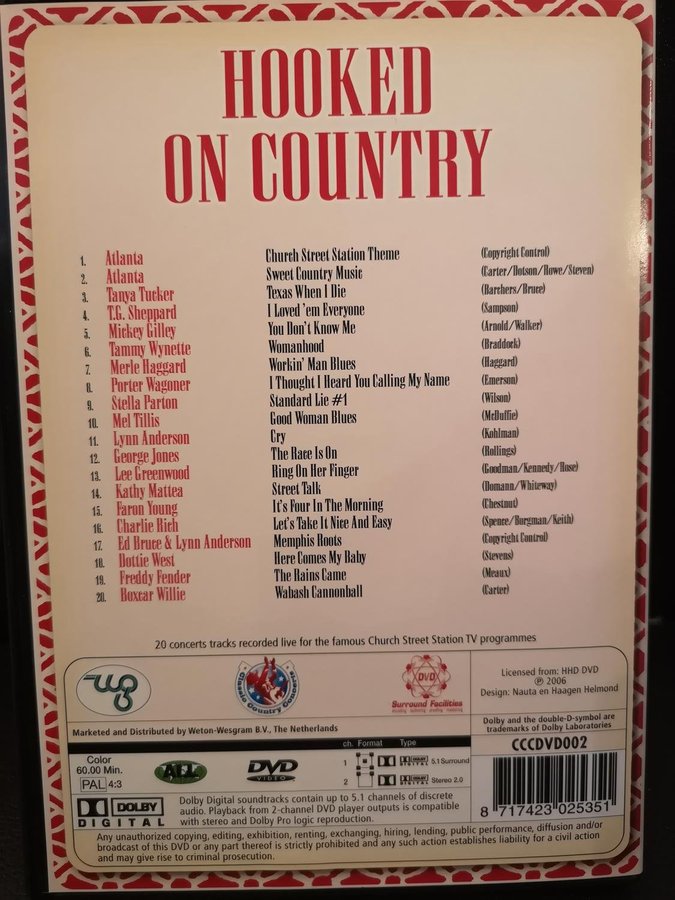 HOOKED
ON COUNTRY
1. Atlanta Church Street Station Theme (Copyright Control)
2. Atlanta Sweet Country Music (Carter/Dotson/Howe/Steven)
3. Tanya Tucker Texas When I Die (Borchers/Bruce)
4. T.G. Sheppard I Loved 'em Everyone (Sampson)
5. Mickey Gilley You Don't Know Me (Arnold/Walker)
6. Tammy Wynette Womanhood (Braddock)
7. Merle Haggard Workin' Man Blues (Haggard)
8. Porter Wagoner I Thought I Heard You Calling My Name (Emerson)
9. Stella Parton Standard Lie #1 (Wilson)
10. Mel Tillis Good Woman Blues (McDuffie)
11. Lynn Anderson Cry (Kohlman)
12. George Jones The Race Is On (Rollings)
13. Lee Greenwood Ring On Her Finger (Goodman/Kennedy/Rose)
14. Kathy Mattea Street Talk (Domann/Whiteway)
15. Faron Young It's Four In The Morning (Chestnut)
16. Charlie Rich Let's Take It Nice And Easy (Spence/Bergman/Keith)
17. Ed Bruce & Lynn Anderson Memphis Roots (Copyright Control)
18. Dottie West Here Comes My Baby (Stevens)
19. Freddy Fender The Rains Came (Meaux)
20. Boxcar Willie Wabash Cannonball (Carter)
20 concerts tracks recorded live for the famous Church Street Station TV programmes
wg
Classic Country Concerts
DVD
Surround Facilities
Licensed from: HHD DVD
℗ 2006
Design: Nauta en Haagen Helmond
Marketed and Distributed by Weton-Wesgram B.V., The Netherlands
Dolby and the double-D-symbol are
trademarks of Dolby Laboratories
CCCDVD002
Color
60.00 Min.
PAL 4:3
ALL
DVD
VIDEO
ch. Format Type
1 5.1 Surround
2 Stereo 2.0
DOLBY
DIGITAL
Dolby Digital soundtracks contain up to 5.1 channels of discrete
audio. Playback from 2-channel DVD player outputs is compatible
with stereo and Dolby Pro logic reproduction.
8 717423 025351
Any unauthorized copying, editing, exhibition, renting, exchanging, hiring, lending, public performance, diffusion and/or
broadcast of this DVD or any part thereof is strictly prohibited and any such action establishes liability for a civil action
and may give rise to criminal prosecution.